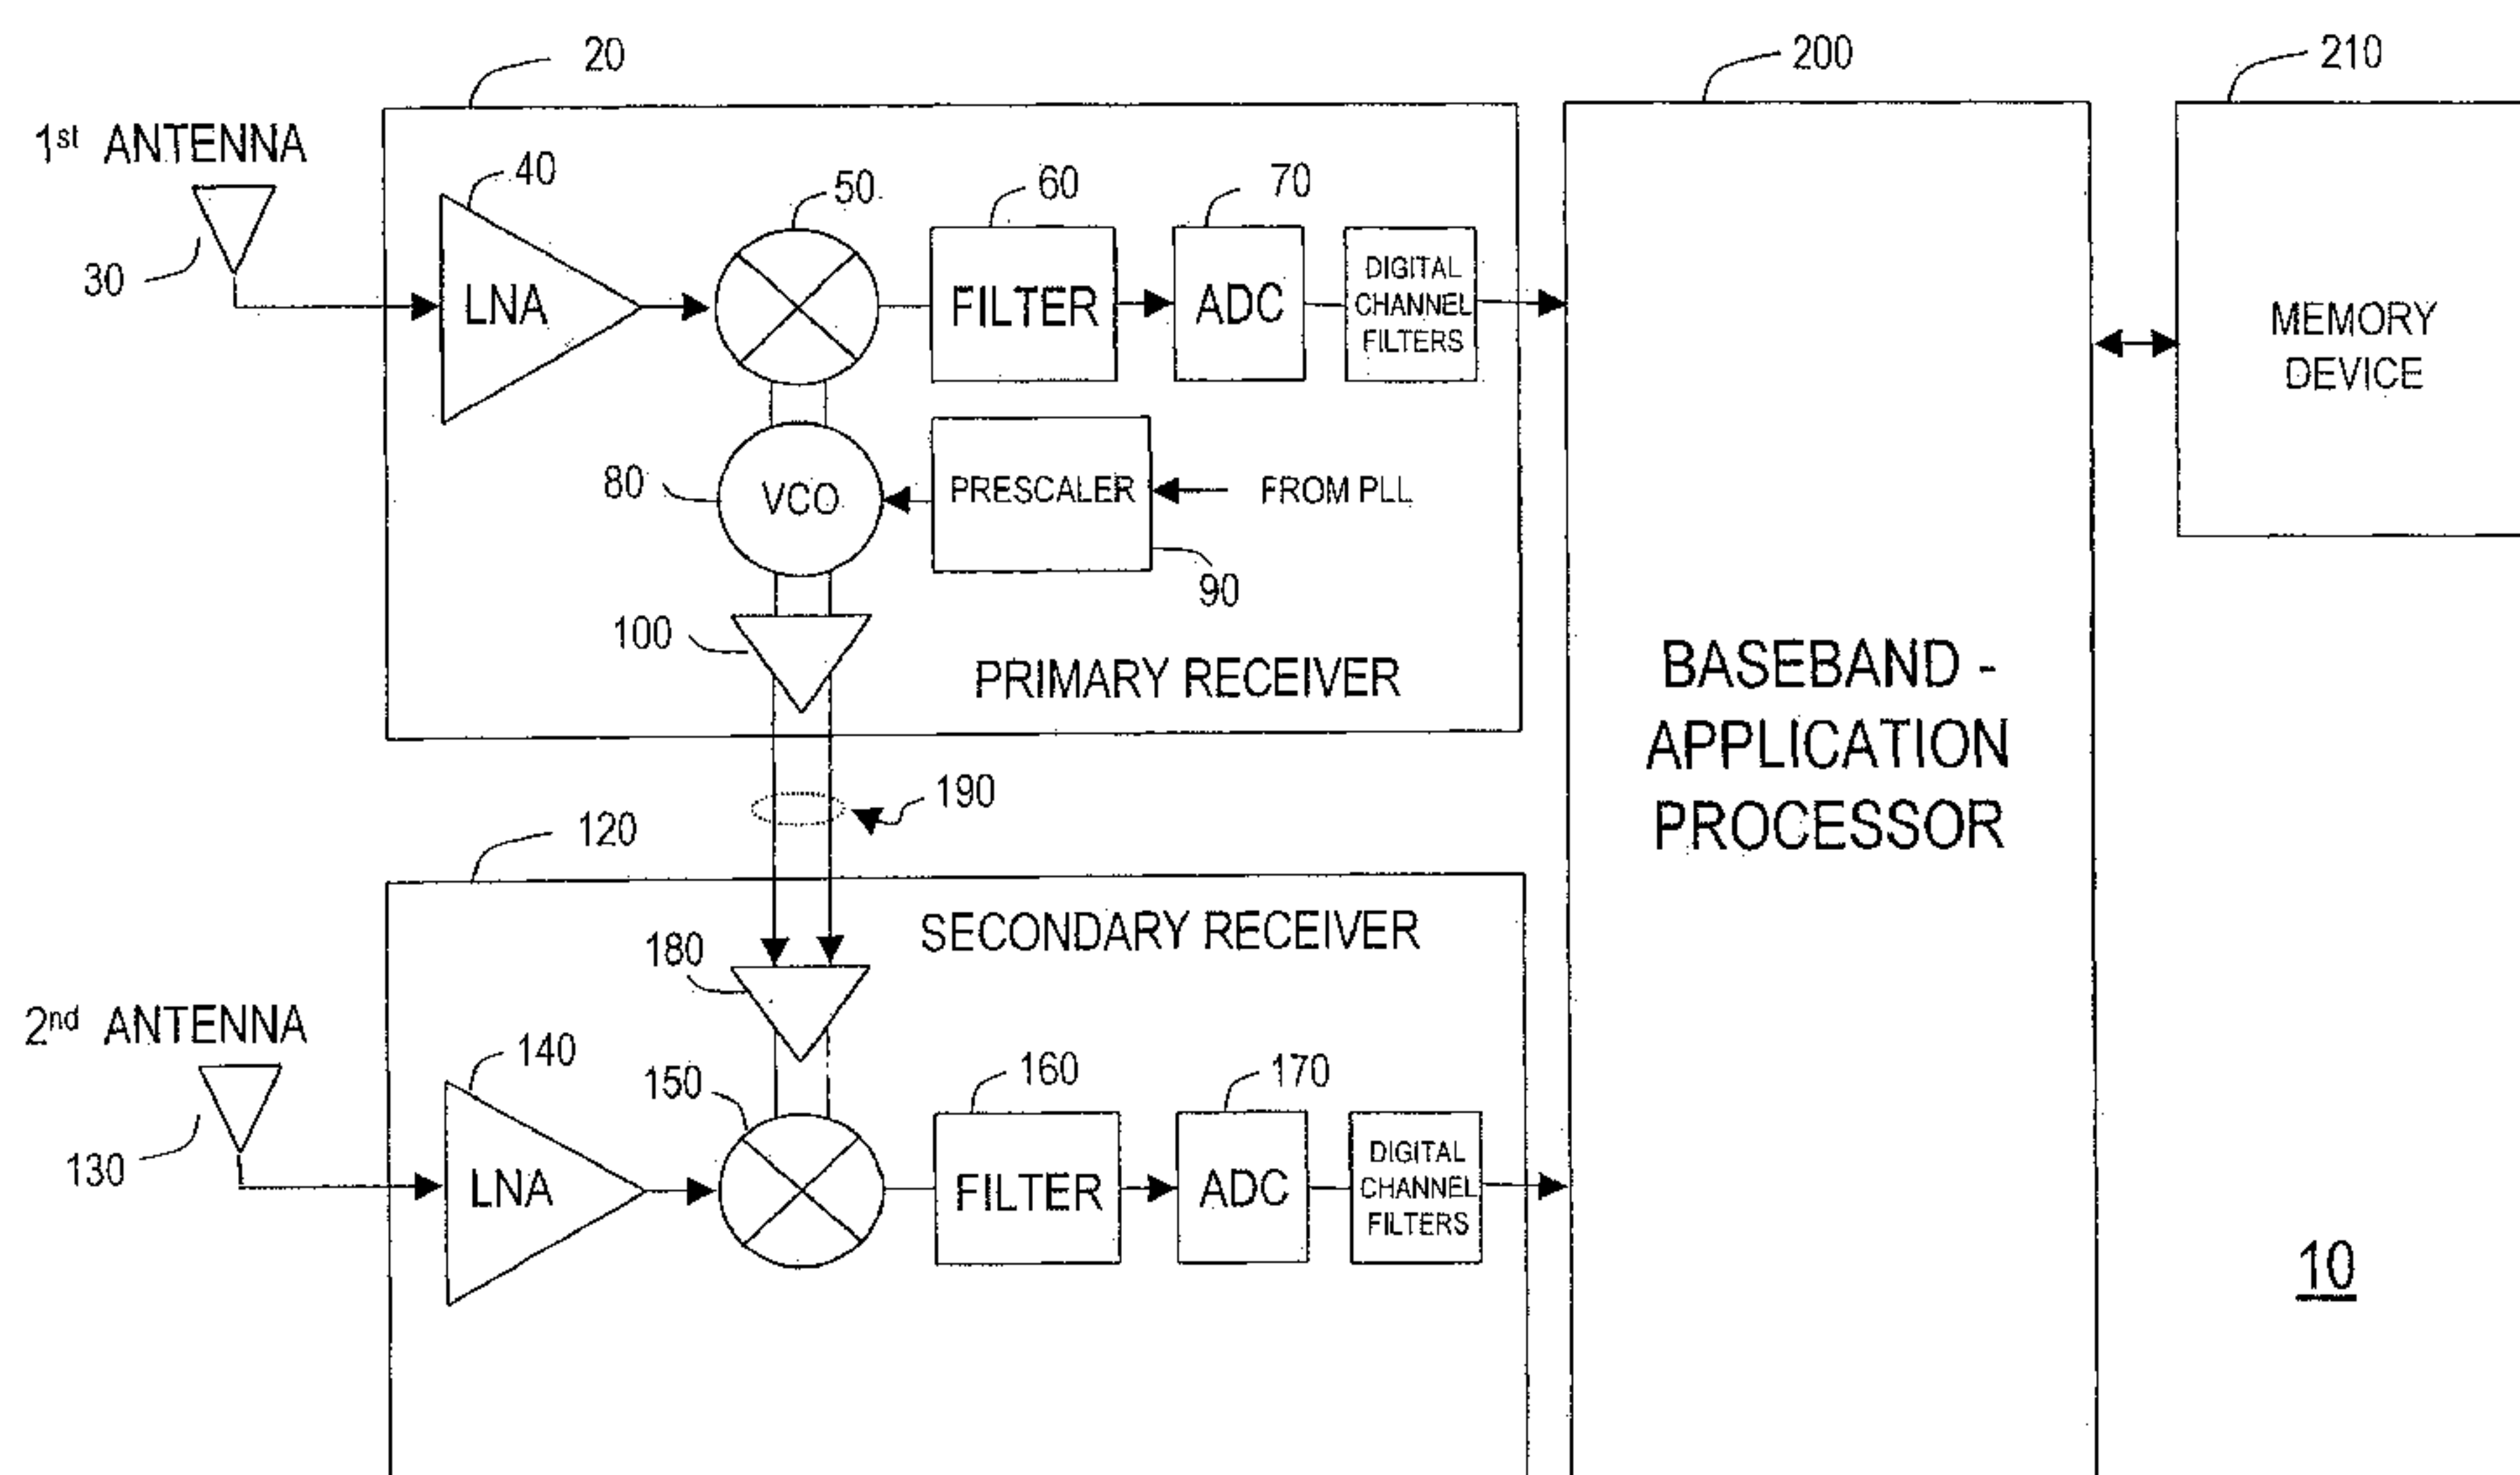 20
200
210
1st ANTENNA
40
50
60
70
30
LNA
FILTER
ADC
DIGITAL
CHANNEL
FILTERS
MEMORY
DEVICE
80
VCO
PRESCALER
FROM PLL
90
100
PRIMARY RECEIVER
BASEBAND -
APPLICATION
PROCESSOR
190
120
SECONDARY RECEIVER
180
2nd ANTENNA
140
150
160
170
130
LNA
FILTER
ADC
DIGITAL
CHANNEL
FILTERS
10